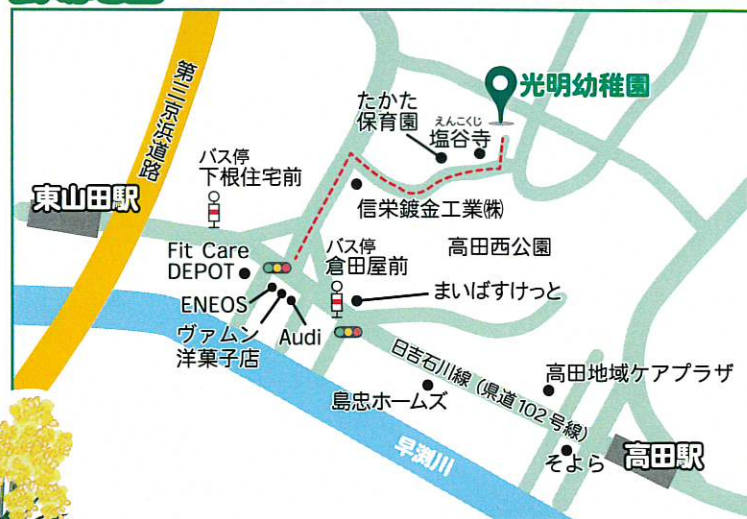 光明幼稚園
たかた
保育園
えんこくじ
塩谷寺
第三京浜道路
バス停
下根住宅前
東山田駅
信栄鍍金工業㈱
Fit Care
DEPOT
バス停
倉田屋前
高田西公園
ENEOS
まいばすけっと
ヴァムン
洋菓子店
Audi
日吉石川線（県道102号線）
高田地域ケアプラザ
島忠ホームズ
早渕川
そよら
高田駅